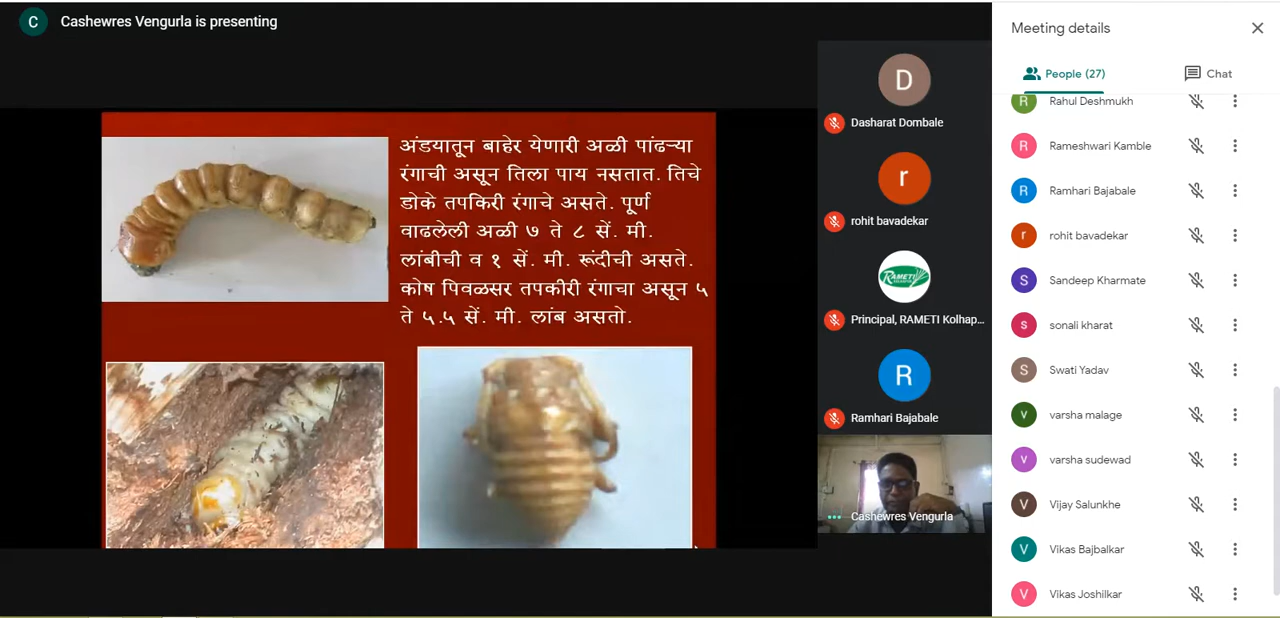 C
Cashewres Vengurla is presenting
अंडयातून बाहेर येणारी अळी पांढऱ्या
रंगाची असून तिला पाय नसतात. तिचे
डोके तपकिरी रंगाचे असते. पूर्ण
वाढलेली अळी ७ ते ८ सें. मी.
लांबीची व १ सें. मी. रूंदीची असते.
कोष पिवळसर तपकीरी रंगाचा असून ५
ते ५.५ सें. मी. लांब असतो.
D
Dasharat Dombale
r
rohit bavadekar
RAMETI
Principal, RAMETI Kolhap...
R
Ramhari Bajabale
Cashewres Vengurla
Meeting details
People (27)
Chat
R Rahul Deshmukh
R Rameshwari Kamble
R Ramhari Bajabale
r rohit bavadekar
S Sandeep Kharmate
s sonali kharat
S Swati Yadav
v varsha malage
v varsha sudewad
V Vijay Salunkhe
V Vikas Bajbalkar
V Vikas Joshilkar